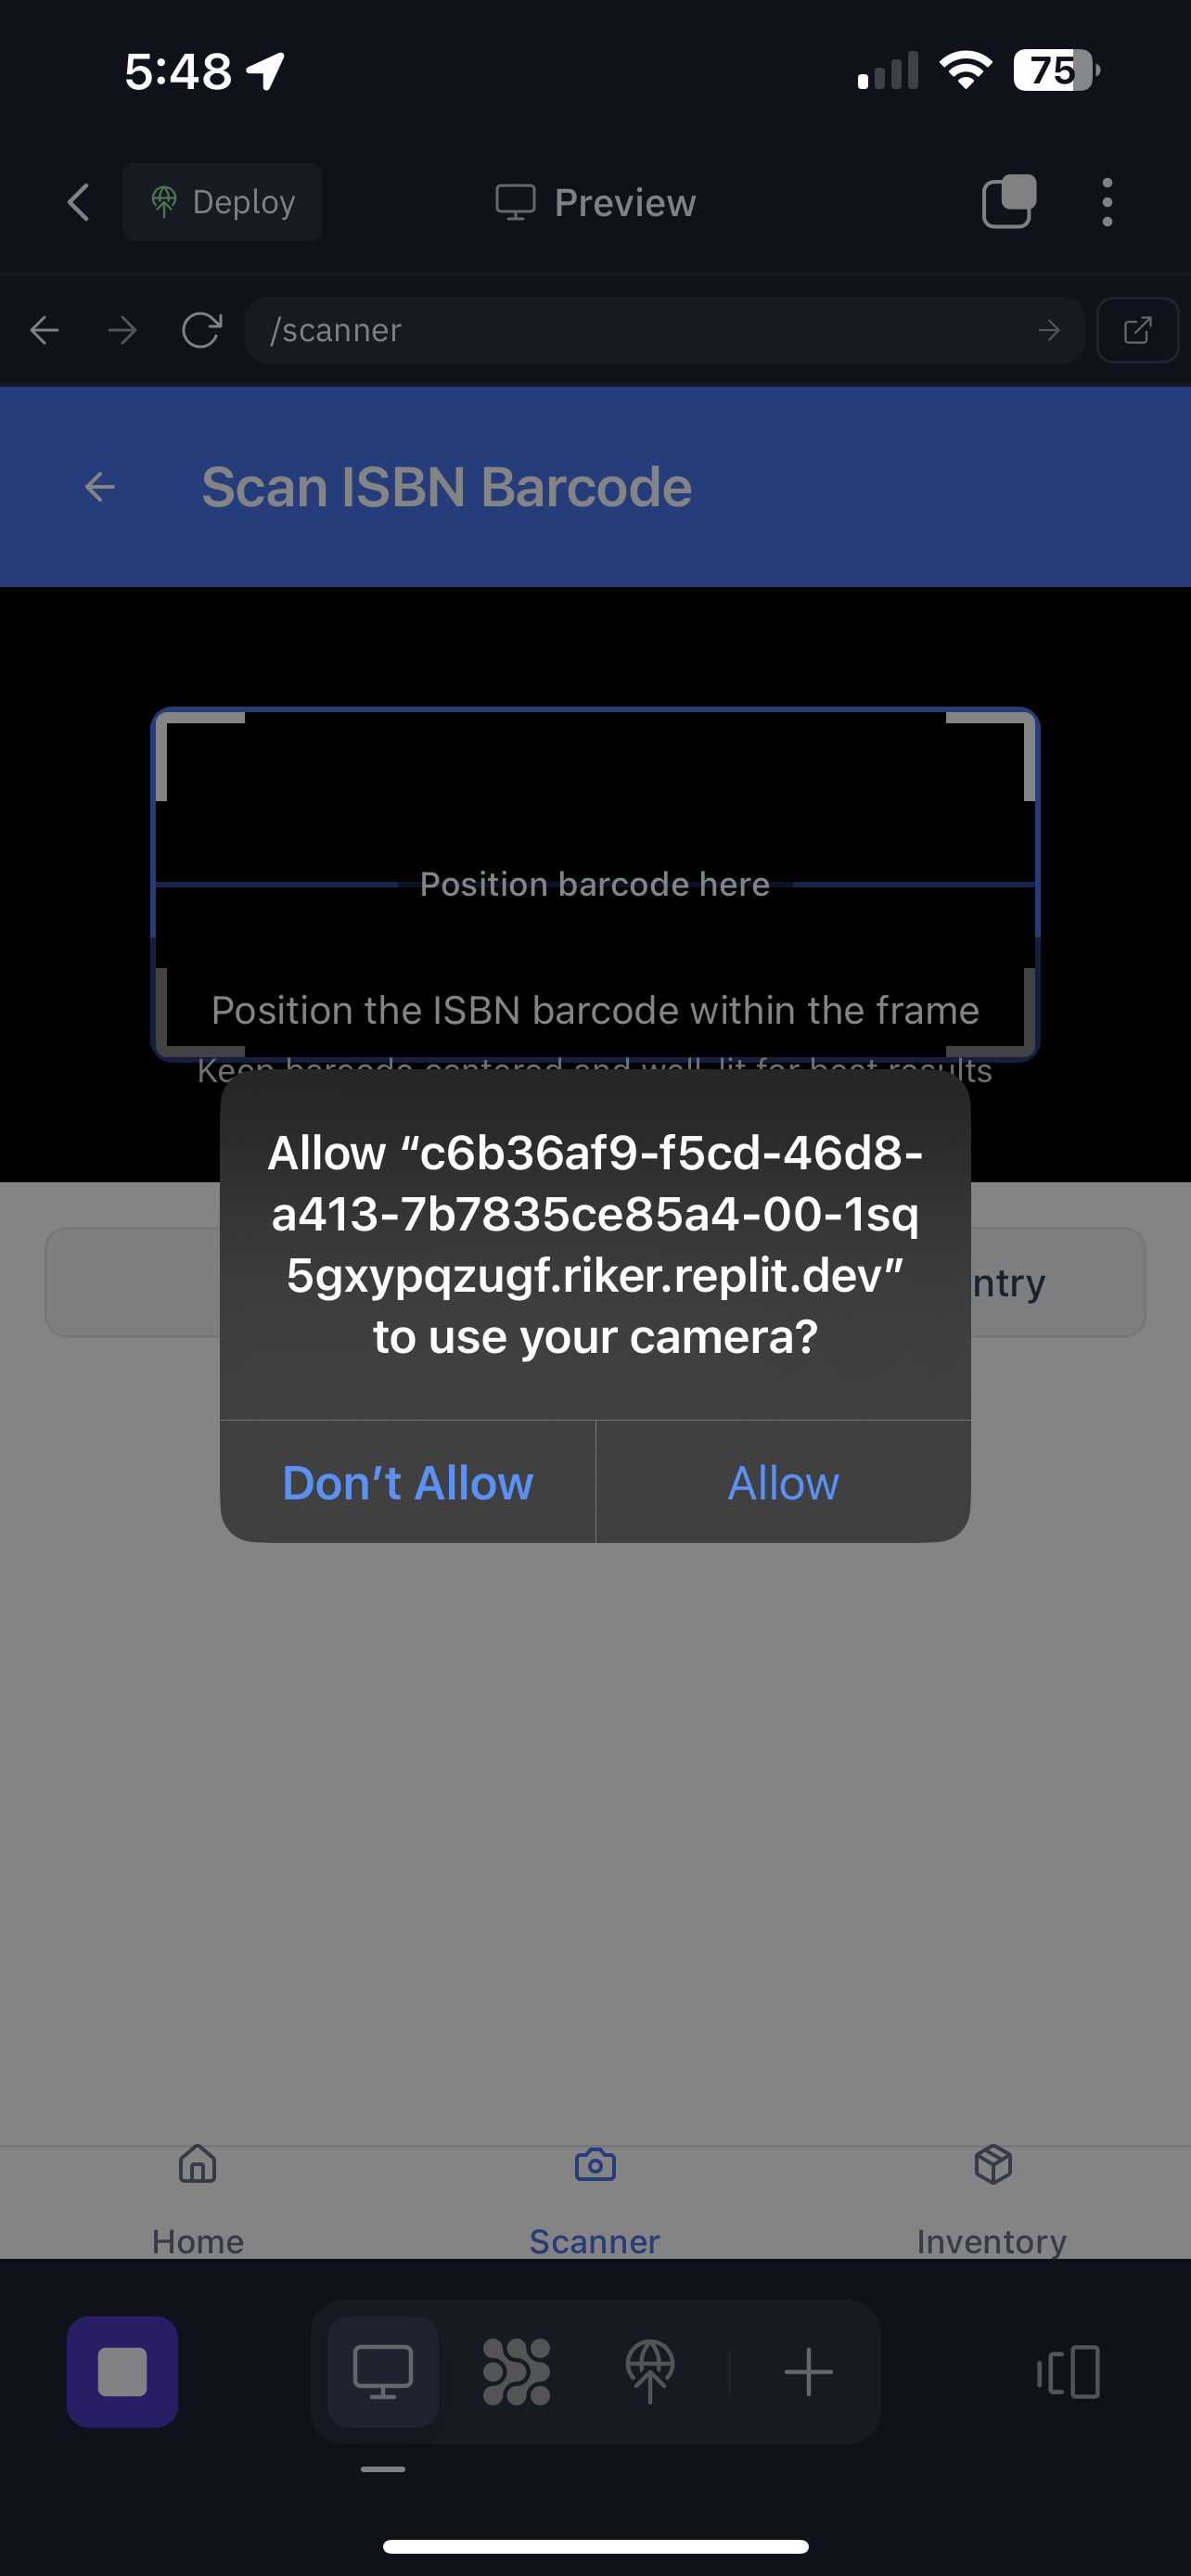 5:48
75
Deploy
Preview
/scanner
Scan ISBN Barcode
Position barcode here
Position the ISBN barcode within the frame
Keep barcode centered and well-lit for best results
Allow “c6b36af9-f5cd-46d8-
a413-7b7835ce85a4-00-1sq
5gxypqzugf.riker.replit.dev”
to use your camera?
ntry
Don’t Allow
Allow
Home
Scanner
Inventory